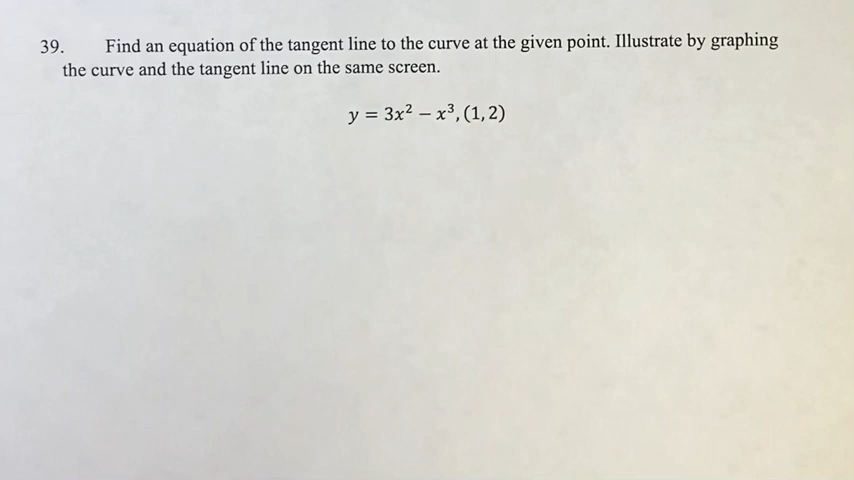 39. Find an equation of the tangent line to the curve at the given point. Illustrate by graphing
the curve and the tangent line on the same screen.
y = 3x² − x³, (1, 2)